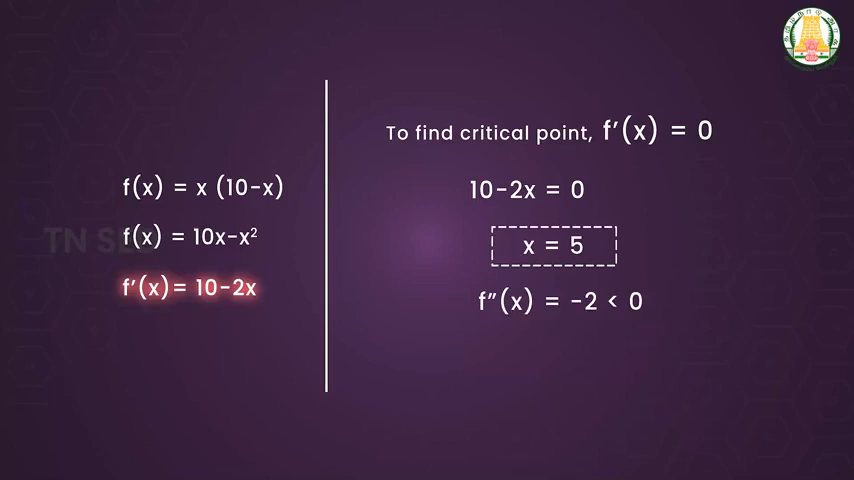 f(x) = x (10-x)
f(x) = 10x-x²
f'(x)= 10-2x
To find critical point, f'(x) = 0
10-2x = 0
x = 5
f"(x) = -2 < 0